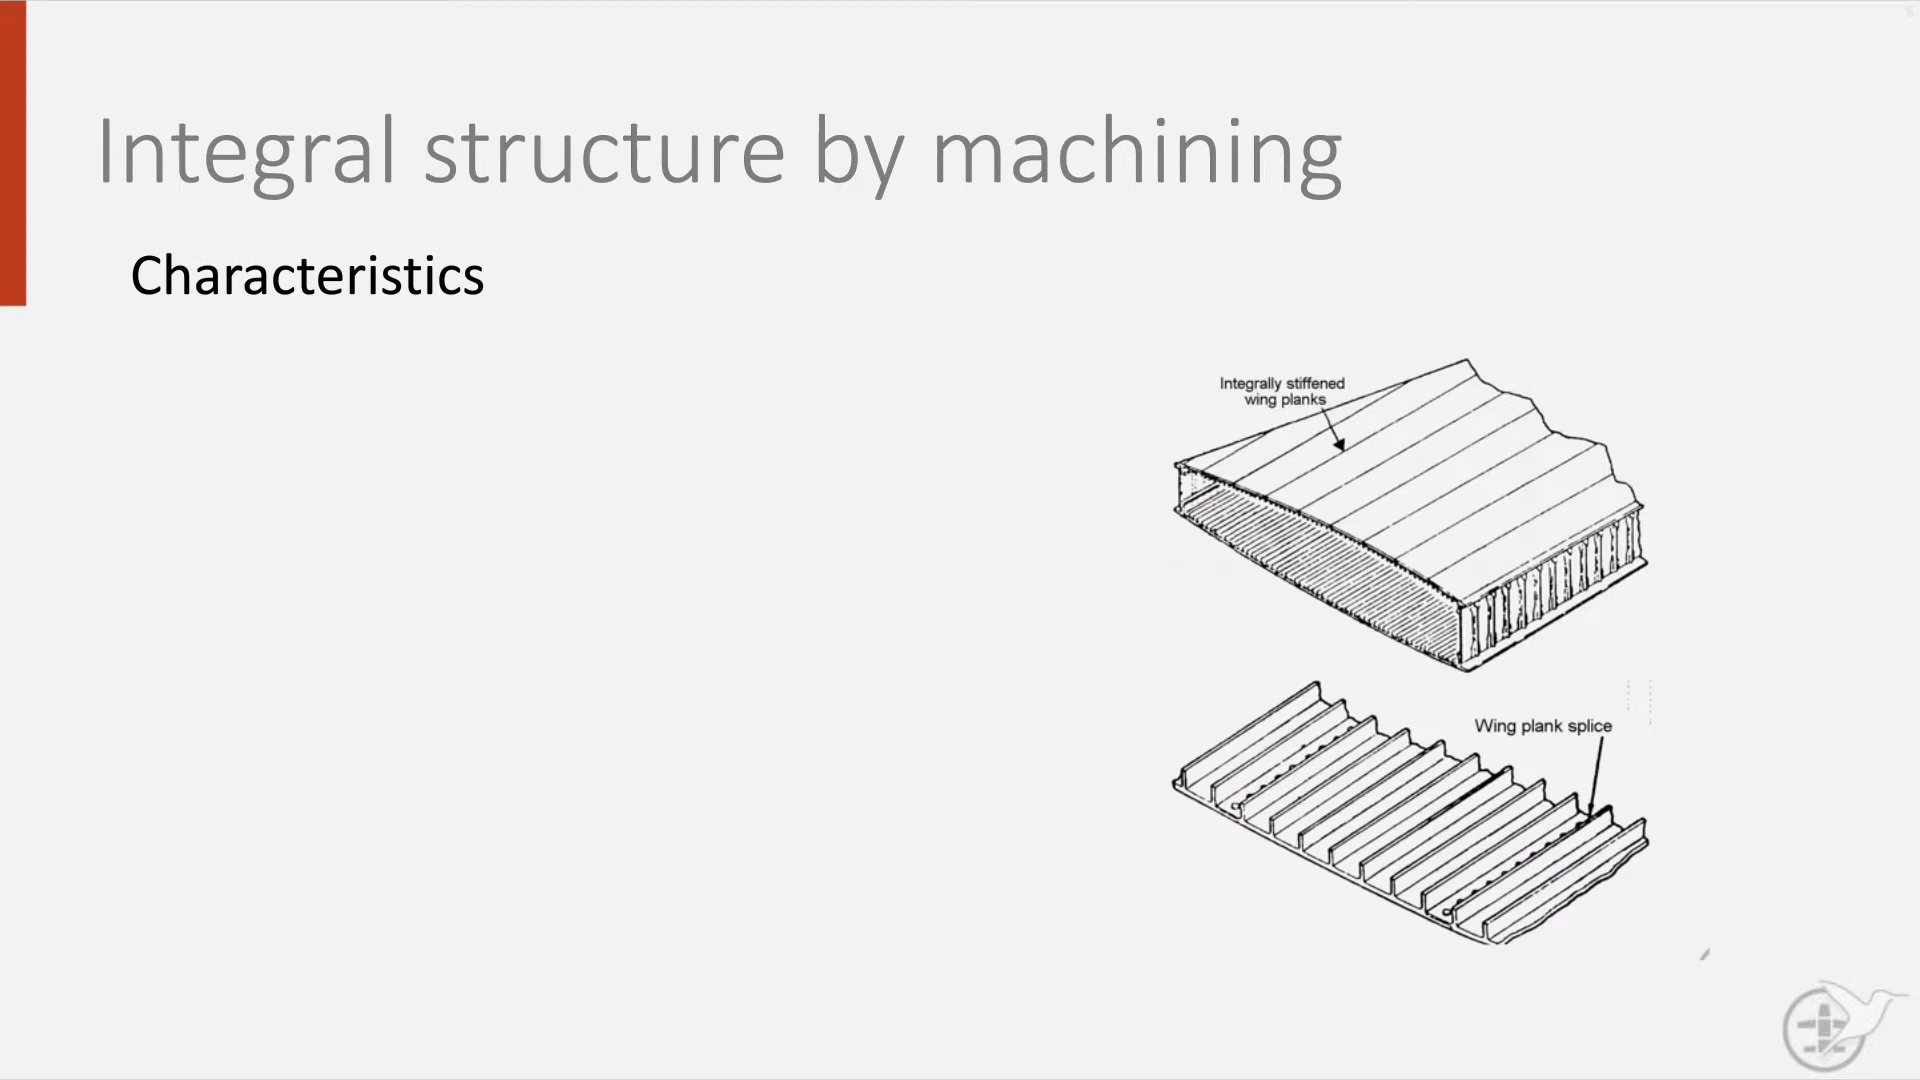 Integral structure by machining
Characteristics
Integrally stiffened
wing planks
Wing plank splice